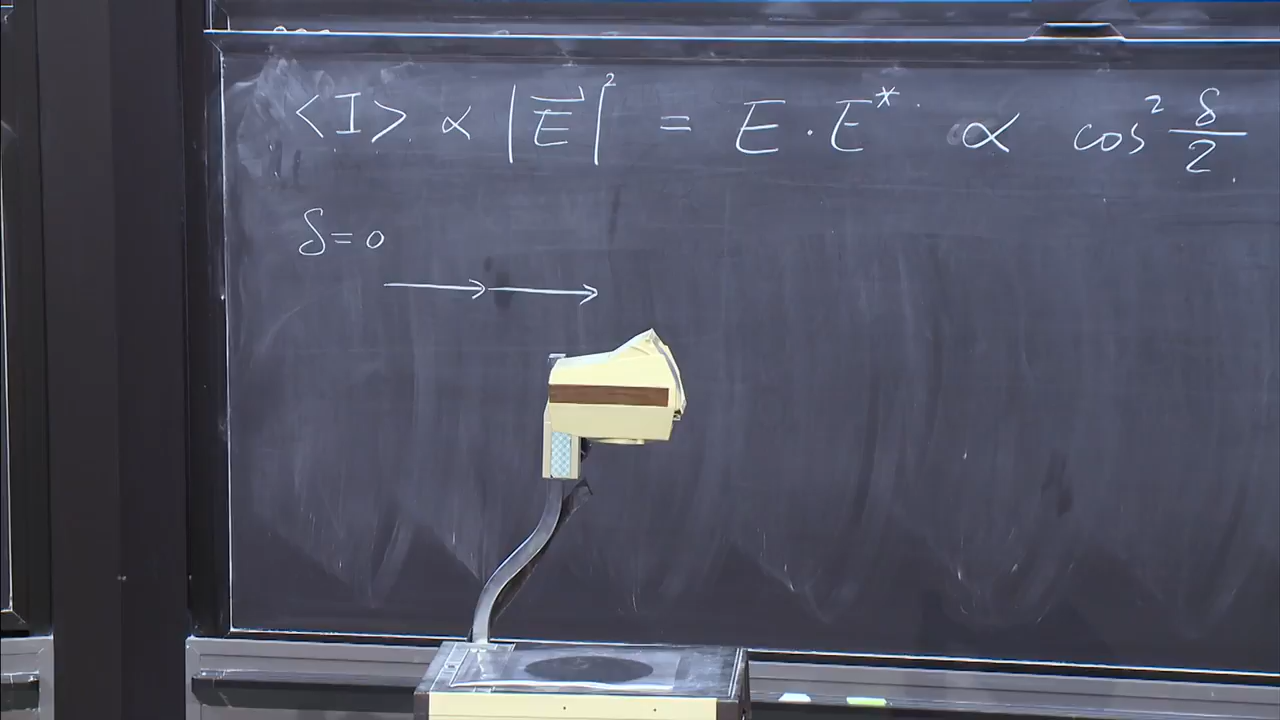 <I> ∝ |E⃗|² = E · E* ∝ cos² δ/2
δ = 0